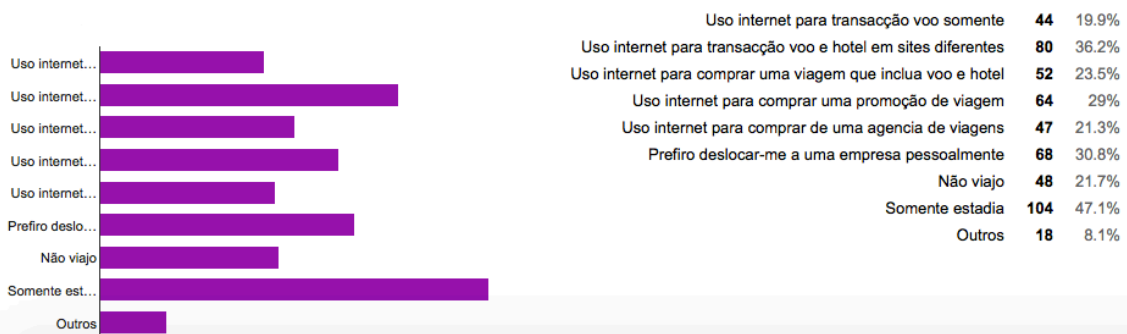 Uso internet...
Uso internet...
Uso internet...
Uso internet...
Uso internet...
Prefiro deslo...
Não viajo
Somente est...
Outros
Uso internet para transacção voo somente 44 19.9%
Uso internet para transacção voo e hotel em sites diferentes 80 36.2%
Uso internet para comprar uma viagem que inclua voo e hotel 52 23.5%
Uso internet para comprar uma promoção de viagem 64 29%
Uso internet para comprar de uma agencia de viagens 47 21.3%
Prefiro deslocar-me a uma empresa pessoalmente 68 30.8%
Não viajo 48 21.7%
Somente estadia 104 47.1%
Outros 18 8.1%